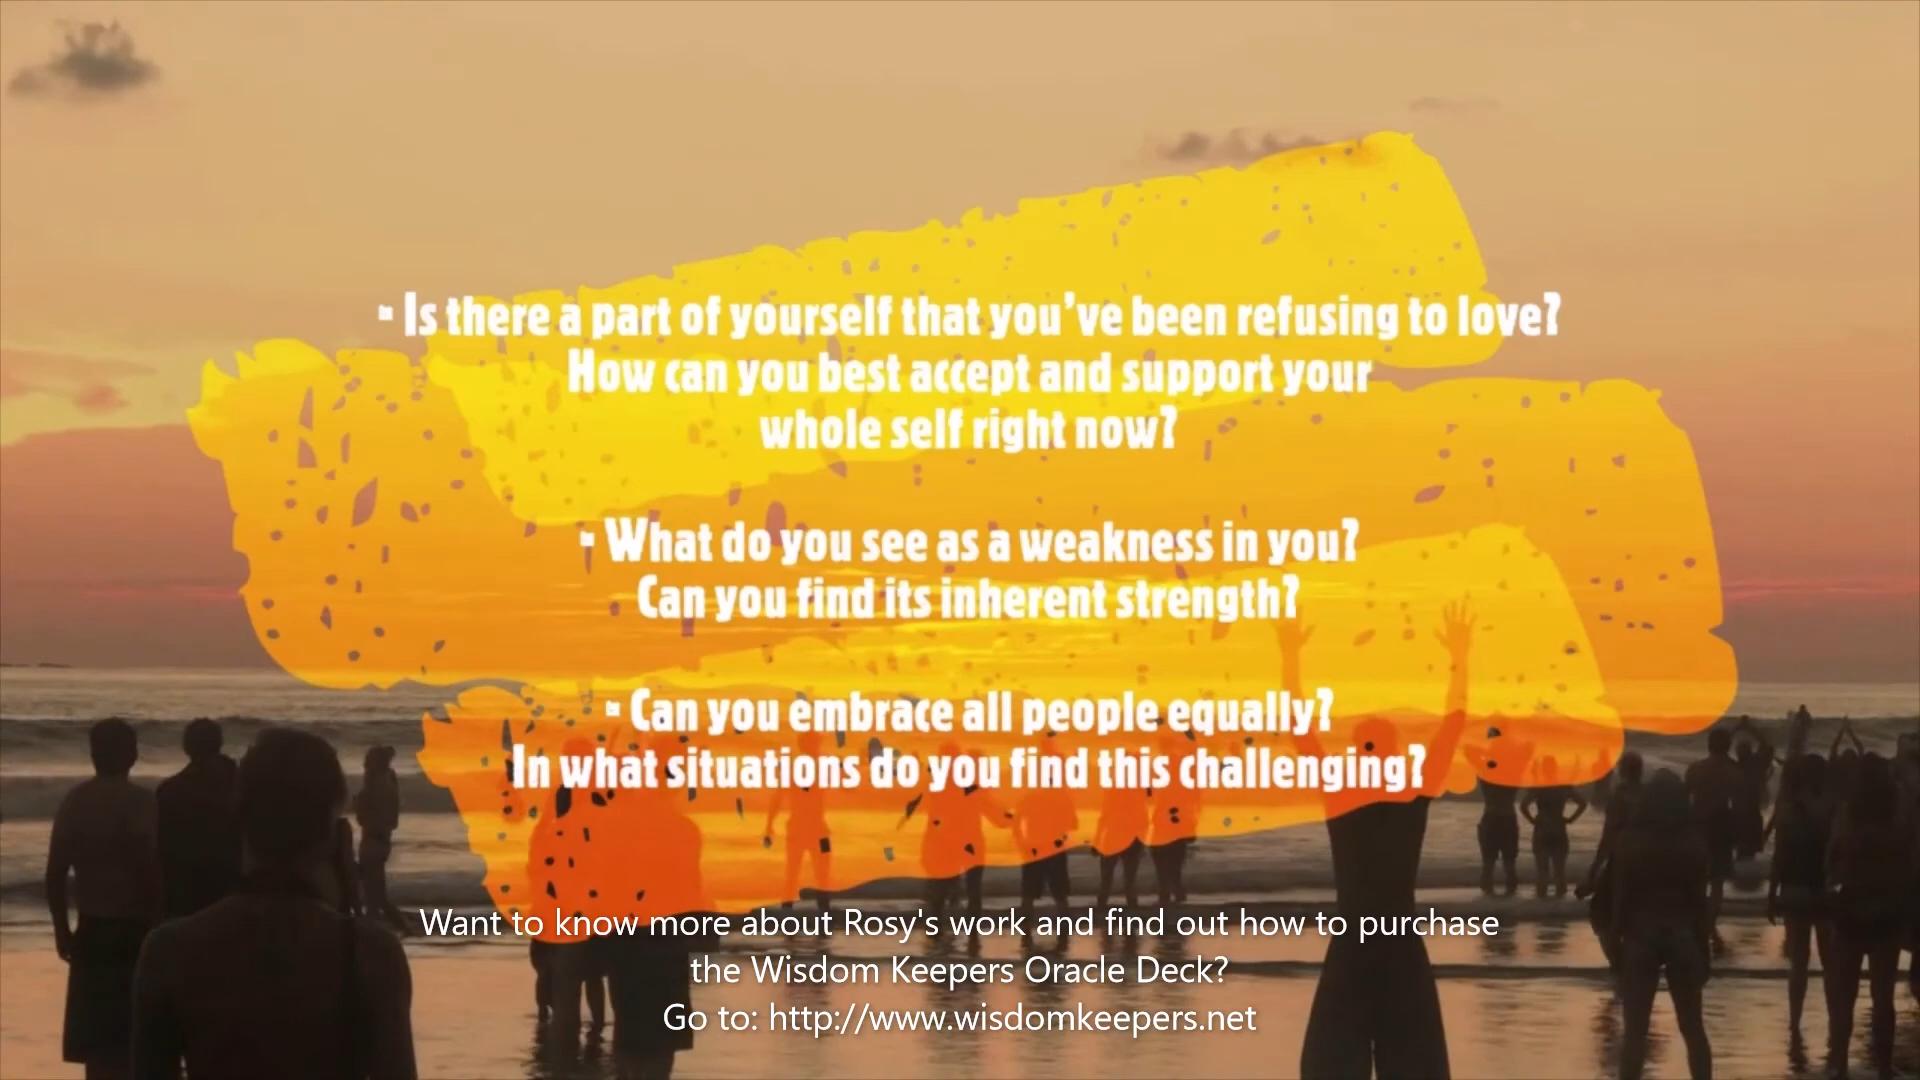 - Is there a part of yourself that you've been refusing to love?
How can you best accept and support your
whole self right now?
- What do you see as a weakness in you?
Can you find its inherent strength?
- Can you embrace all people equally?
In what situations do you find this challenging?
Want to know more about Rosy's work and find out how to purchase
the Wisdom Keepers Oracle Deck?
Go to: http://www.wisdomkeepers.net